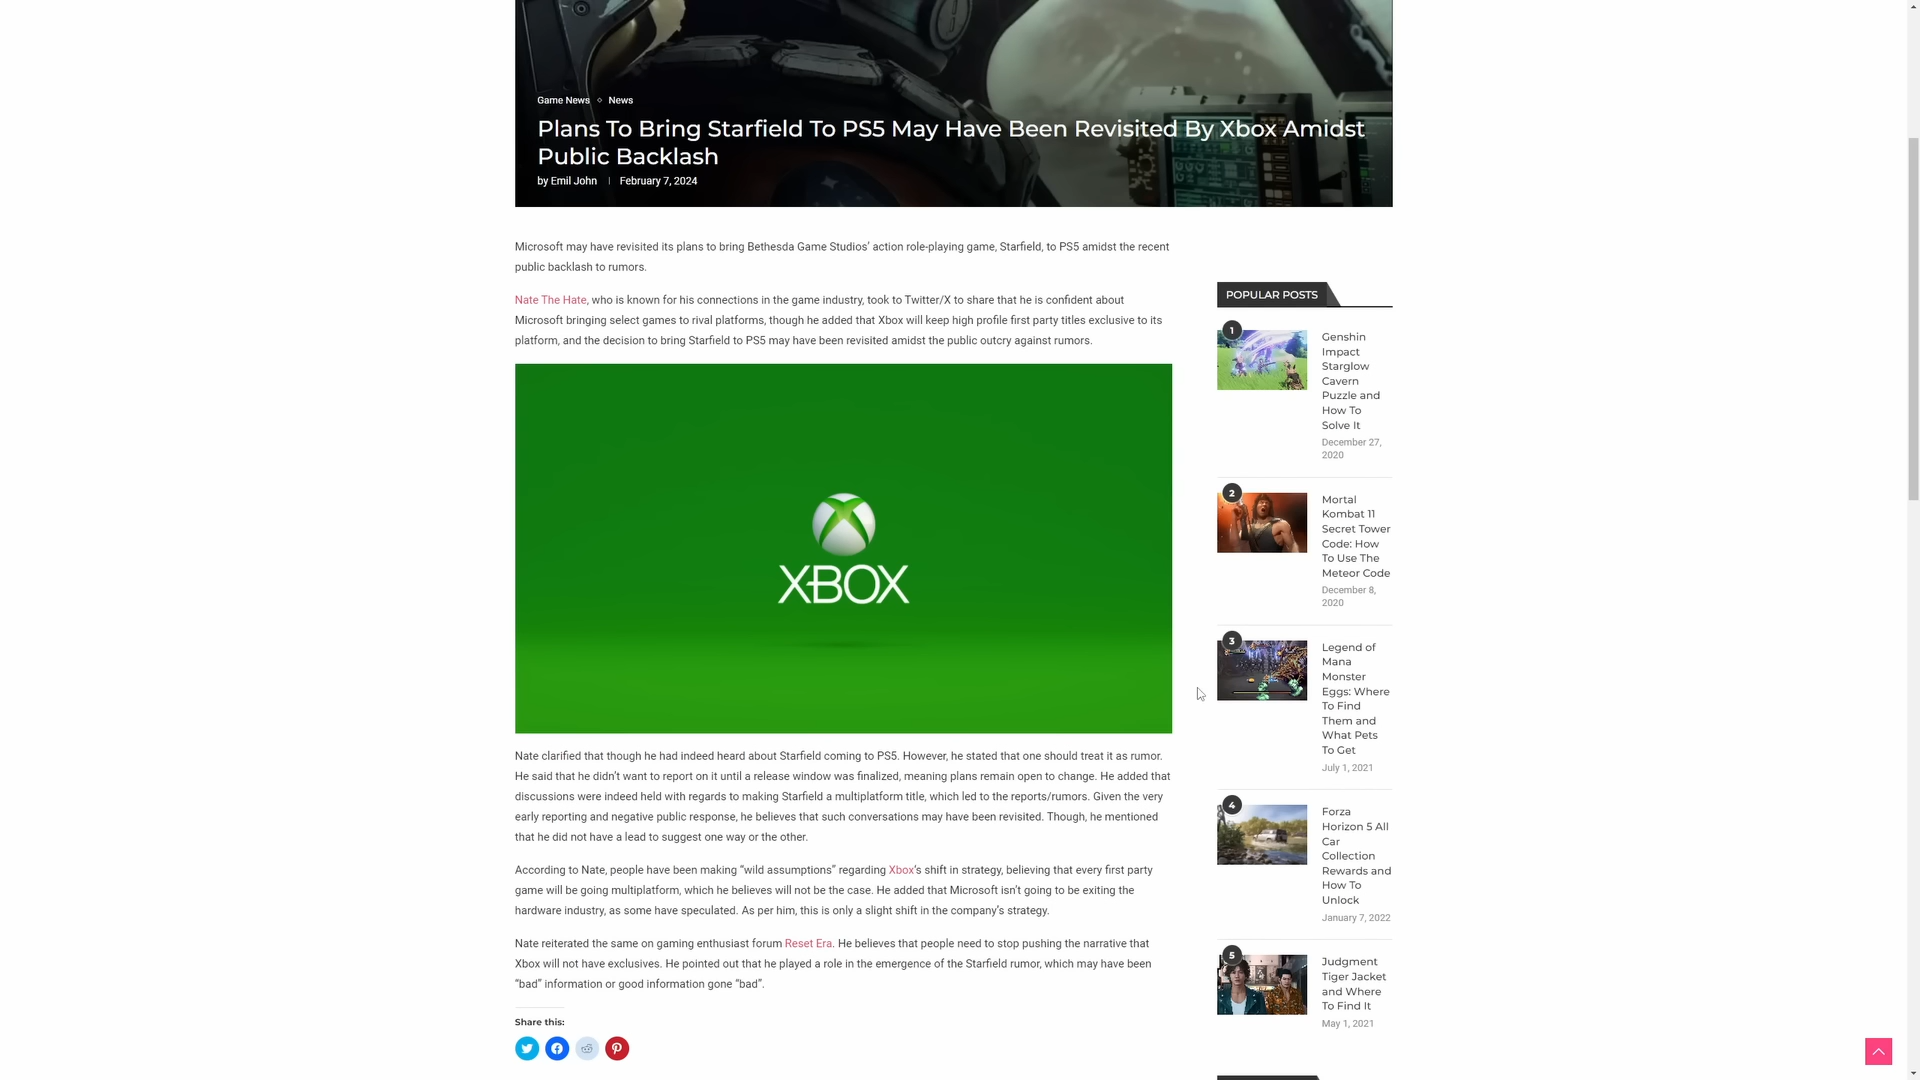 Game News ◇ News
Plans To Bring Starfield To PS5 May Have Been Revisited By Xbox Amidst
Public Backlash
by Emil John | February 7, 2024
Microsoft may have revisited its plans to bring Bethesda Game Studios’ action role-playing game, Starfield, to PS5 amidst the recent
public backlash to rumors.
Nate The Hate, who is known for his connections in the game industry, took to Twitter/X to share that he is confident about
Microsoft bringing select games to rival platforms, though he added that Xbox will keep high profile first party titles exclusive to its
platform, and the decision to bring Starfield to PS5 may have been revisited amidst the public outcry against rumors.
XBOX
Nate clarified that though he had indeed heard about Starfield coming to PS5. However, he stated that one should treat it as rumor.
He said that he didn’t want to report on it until a release window was finalized, meaning plans remain open to change. He added that
discussions were indeed held with regards to making Starfield a multiplatform title, which led to the reports/rumors. Given the very
early reporting and negative public response, he believes that such conversations may have been revisited. Though, he mentioned
that he did not have a lead to suggest one way or the other.
According to Nate, people have been making “wild assumptions” regarding Xbox’s shift in strategy, believing that every first party
game will be going multiplatform, which he believes will not be the case. He added that Microsoft isn’t going to be exiting the
hardware industry, as some have speculated. As per him, this is only a slight shift in the company’s strategy.
Nate reiterated the same on gaming enthusiast forum Reset Era. He believes that people need to stop pushing the narrative that
Xbox will not have exclusives. He pointed out that he played a role in the emergence of the Starfield rumor, which may have been
“bad” information or good information gone “bad”.
Share this:
POPULAR POSTS
1
Genshin
Impact
Starglow
Cavern
Puzzle and
How To
Solve It
December 27,
2020
2
Mortal
Kombat 11
Secret Tower
Code: How
To Use The
Meteor Code
December 8,
2020
3
Legend of
Mana
Monster
Eggs: Where
To Find
Them and
What Pets
To Get
July 1, 2021
4
Forza
Horizon 5 All
Car
Collection
Rewards and
How To
Unlock
January 7, 2022
5
Judgment
Tiger Jacket
and Where
To Find It
May 1, 2021